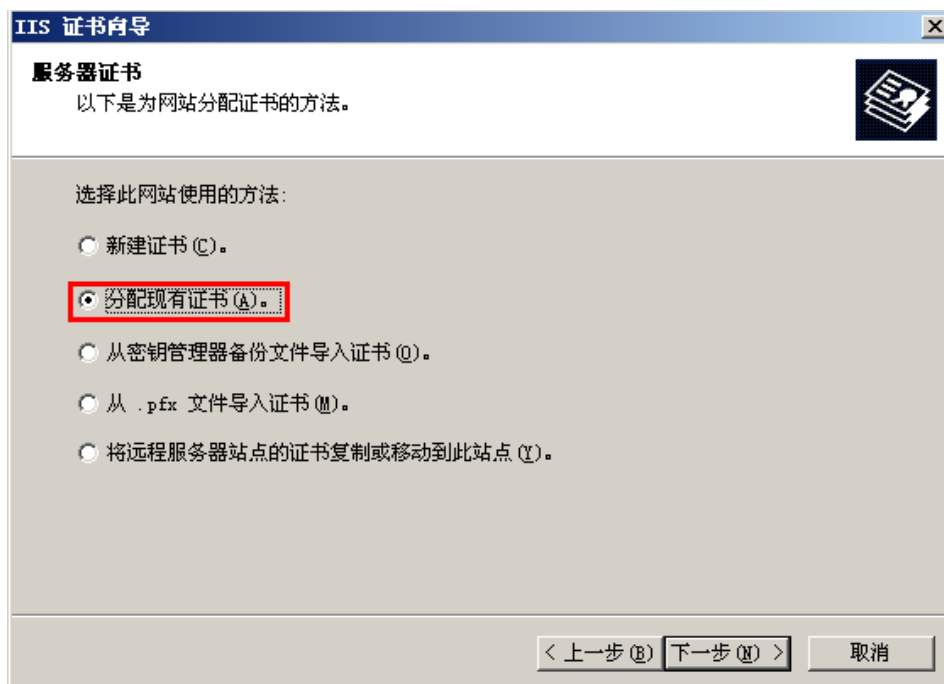 IIS 证书向导
服务器证书
以下是为网站分配证书的方法。
选择此网站使用的方法:
新建证书(C)。
分配现有证书(A)。
从密钥管理器备份文件导入证书(O)。
从 .pfx 文件导入证书(M)。
将远程服务器站点的证书复制或移动到此站点(Y)。
< 上一步(B) 下一步(N) > 取消